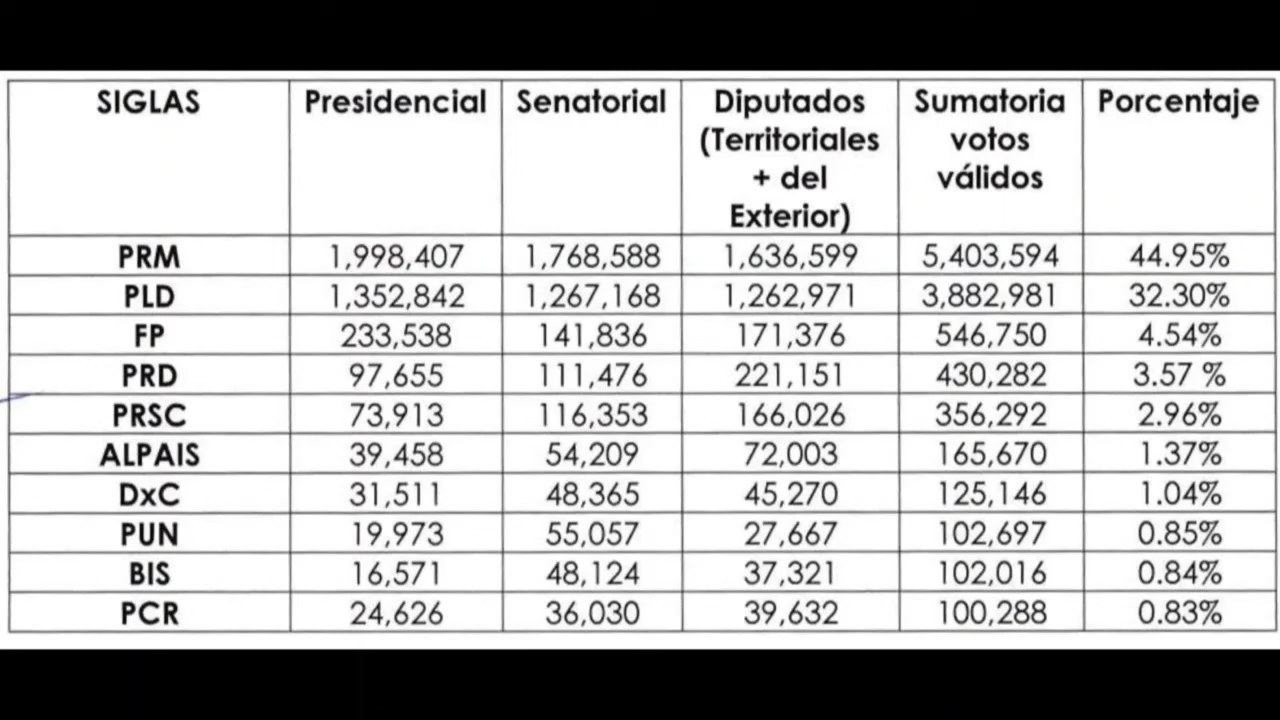 SIGLAS Presidencial Senatorial Diputados Sumatoria Porcentaje
(Territoriales votos
+ del válidos
Exterior)
PRM 1,998,407 1,768,588 1,636,599 5,403,594 44.95%
PLD 1,352,842 1,267,168 1,262,971 3,882,981 32.30%
FP 233,538 141,836 171,376 546,750 4.54%
PRD 97,655 111,476 221,151 430,282 3.57 %
PRSC 73,913 116,353 166,026 356,292 2.96%
ALPAIS 39,458 54,209 72,003 165,670 1.37%
DxC 31,511 48,365 45,270 125,146 1.04%
PUN 19,973 55,057 27,667 102,697 0.85%
BIS 16,571 48,124 37,321 102,016 0.84%
PCR 24,626 36,030 39,632 100,288 0.83%